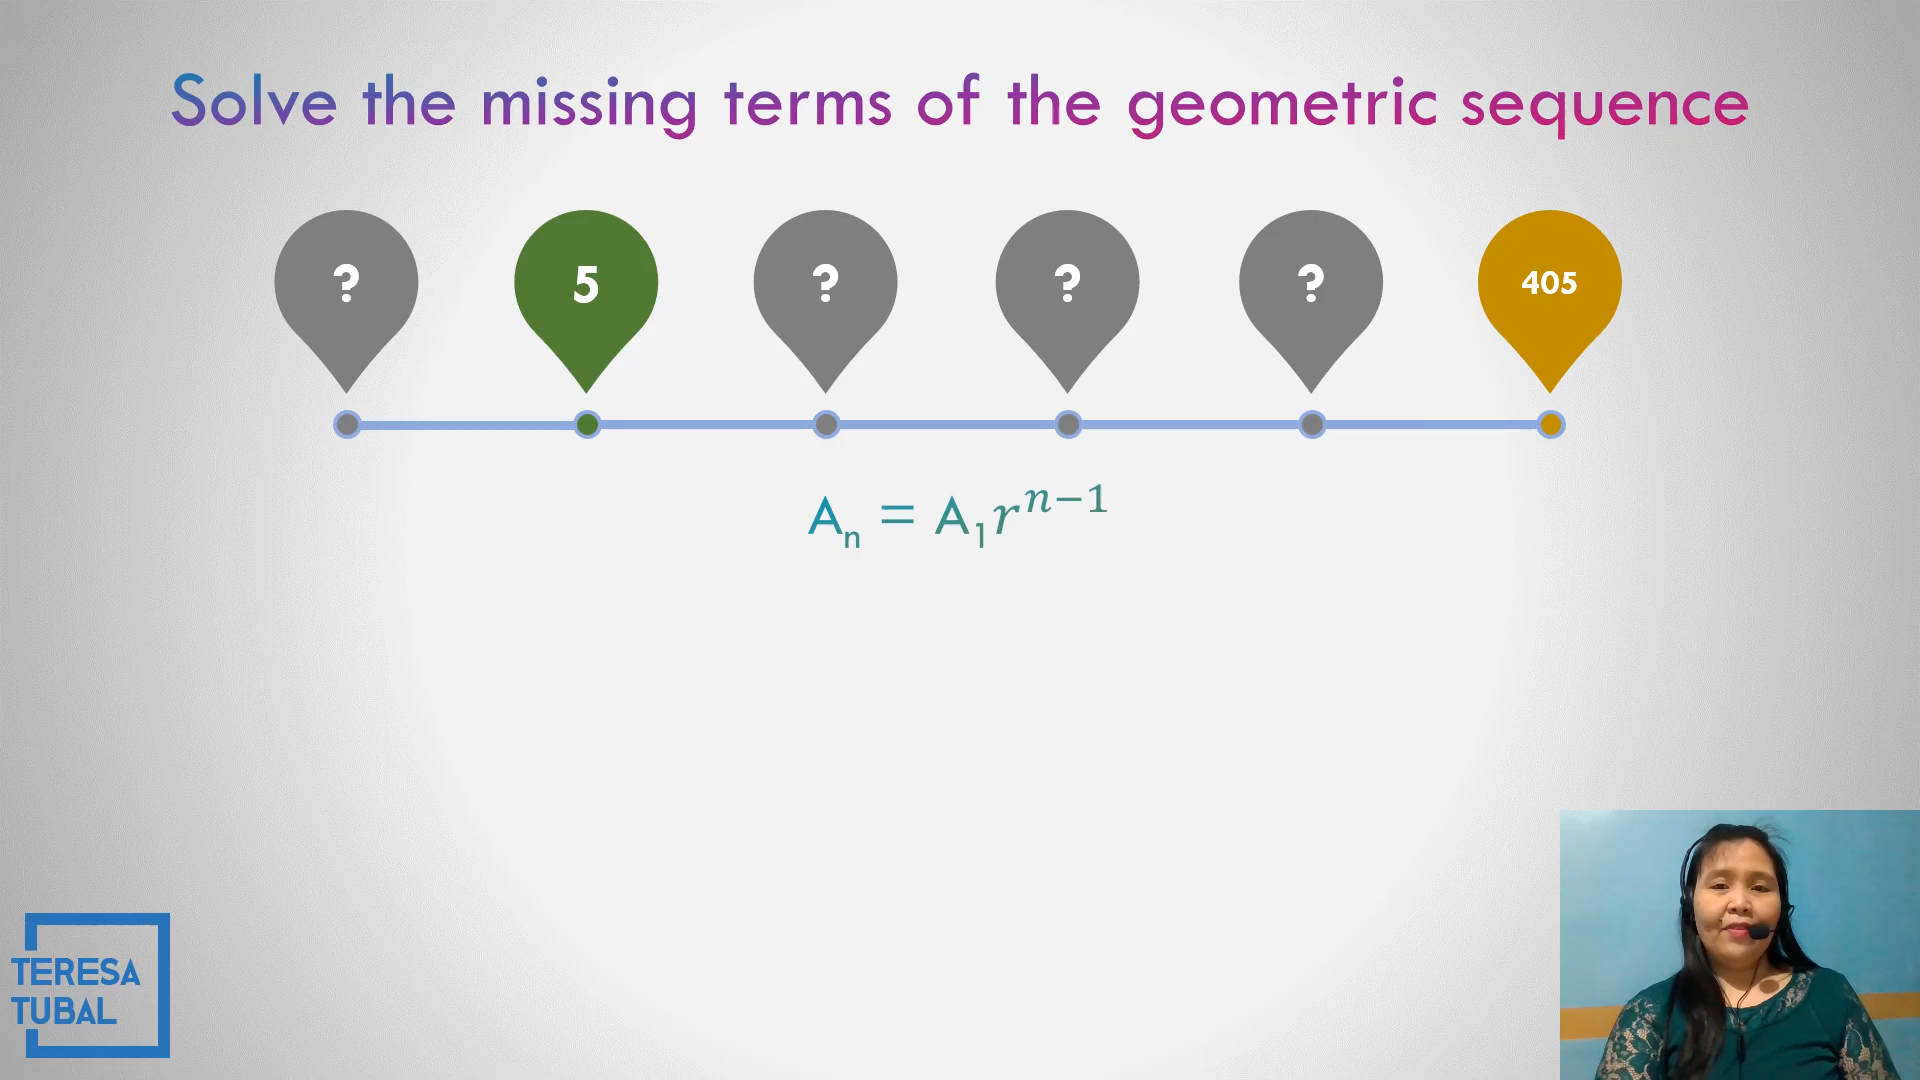 Solve the missing terms of the geometric sequence
? 5 ? ? ? 405
Aₙ = A₁rⁿ⁻¹
TERESA
TUBAL